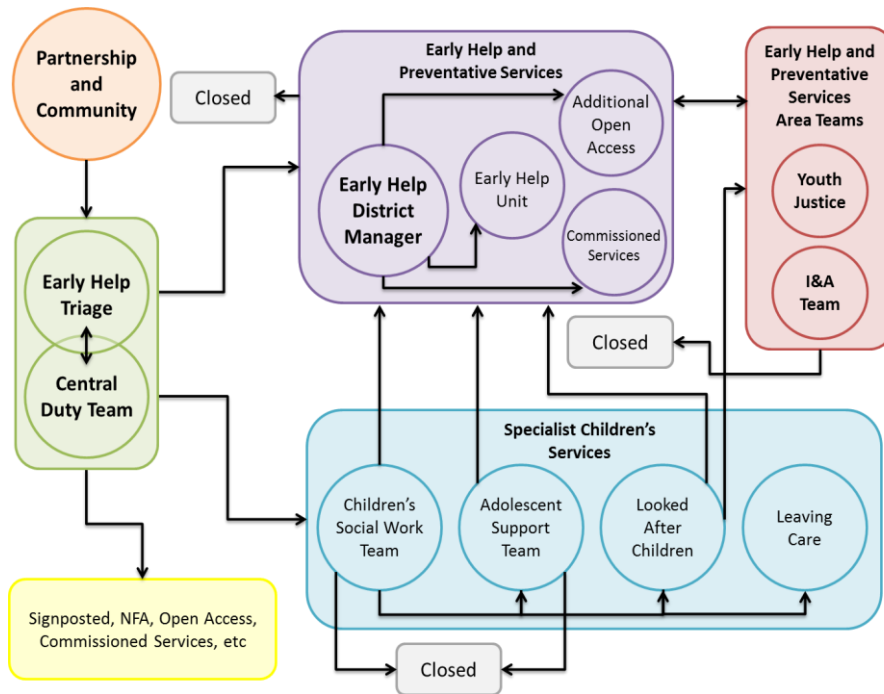 Partnership
and
Community
Closed
Early Help and
Preventative Services
Additional
Open
Access
Early Help
District
Manager
Early Help
Unit
Commissioned
Services
Early Help and
Preventative
Services
Area Teams
Youth
Justice
I&A
Team
Closed
Early Help
Triage
Central
Duty Team
Specialist Children’s
Services
Children’s
Social Work
Team
Adolescent
Support
Team
Looked
After
Children
Leaving
Care
Signposted, NFA, Open Access,
Commissioned Services, etc
Closed